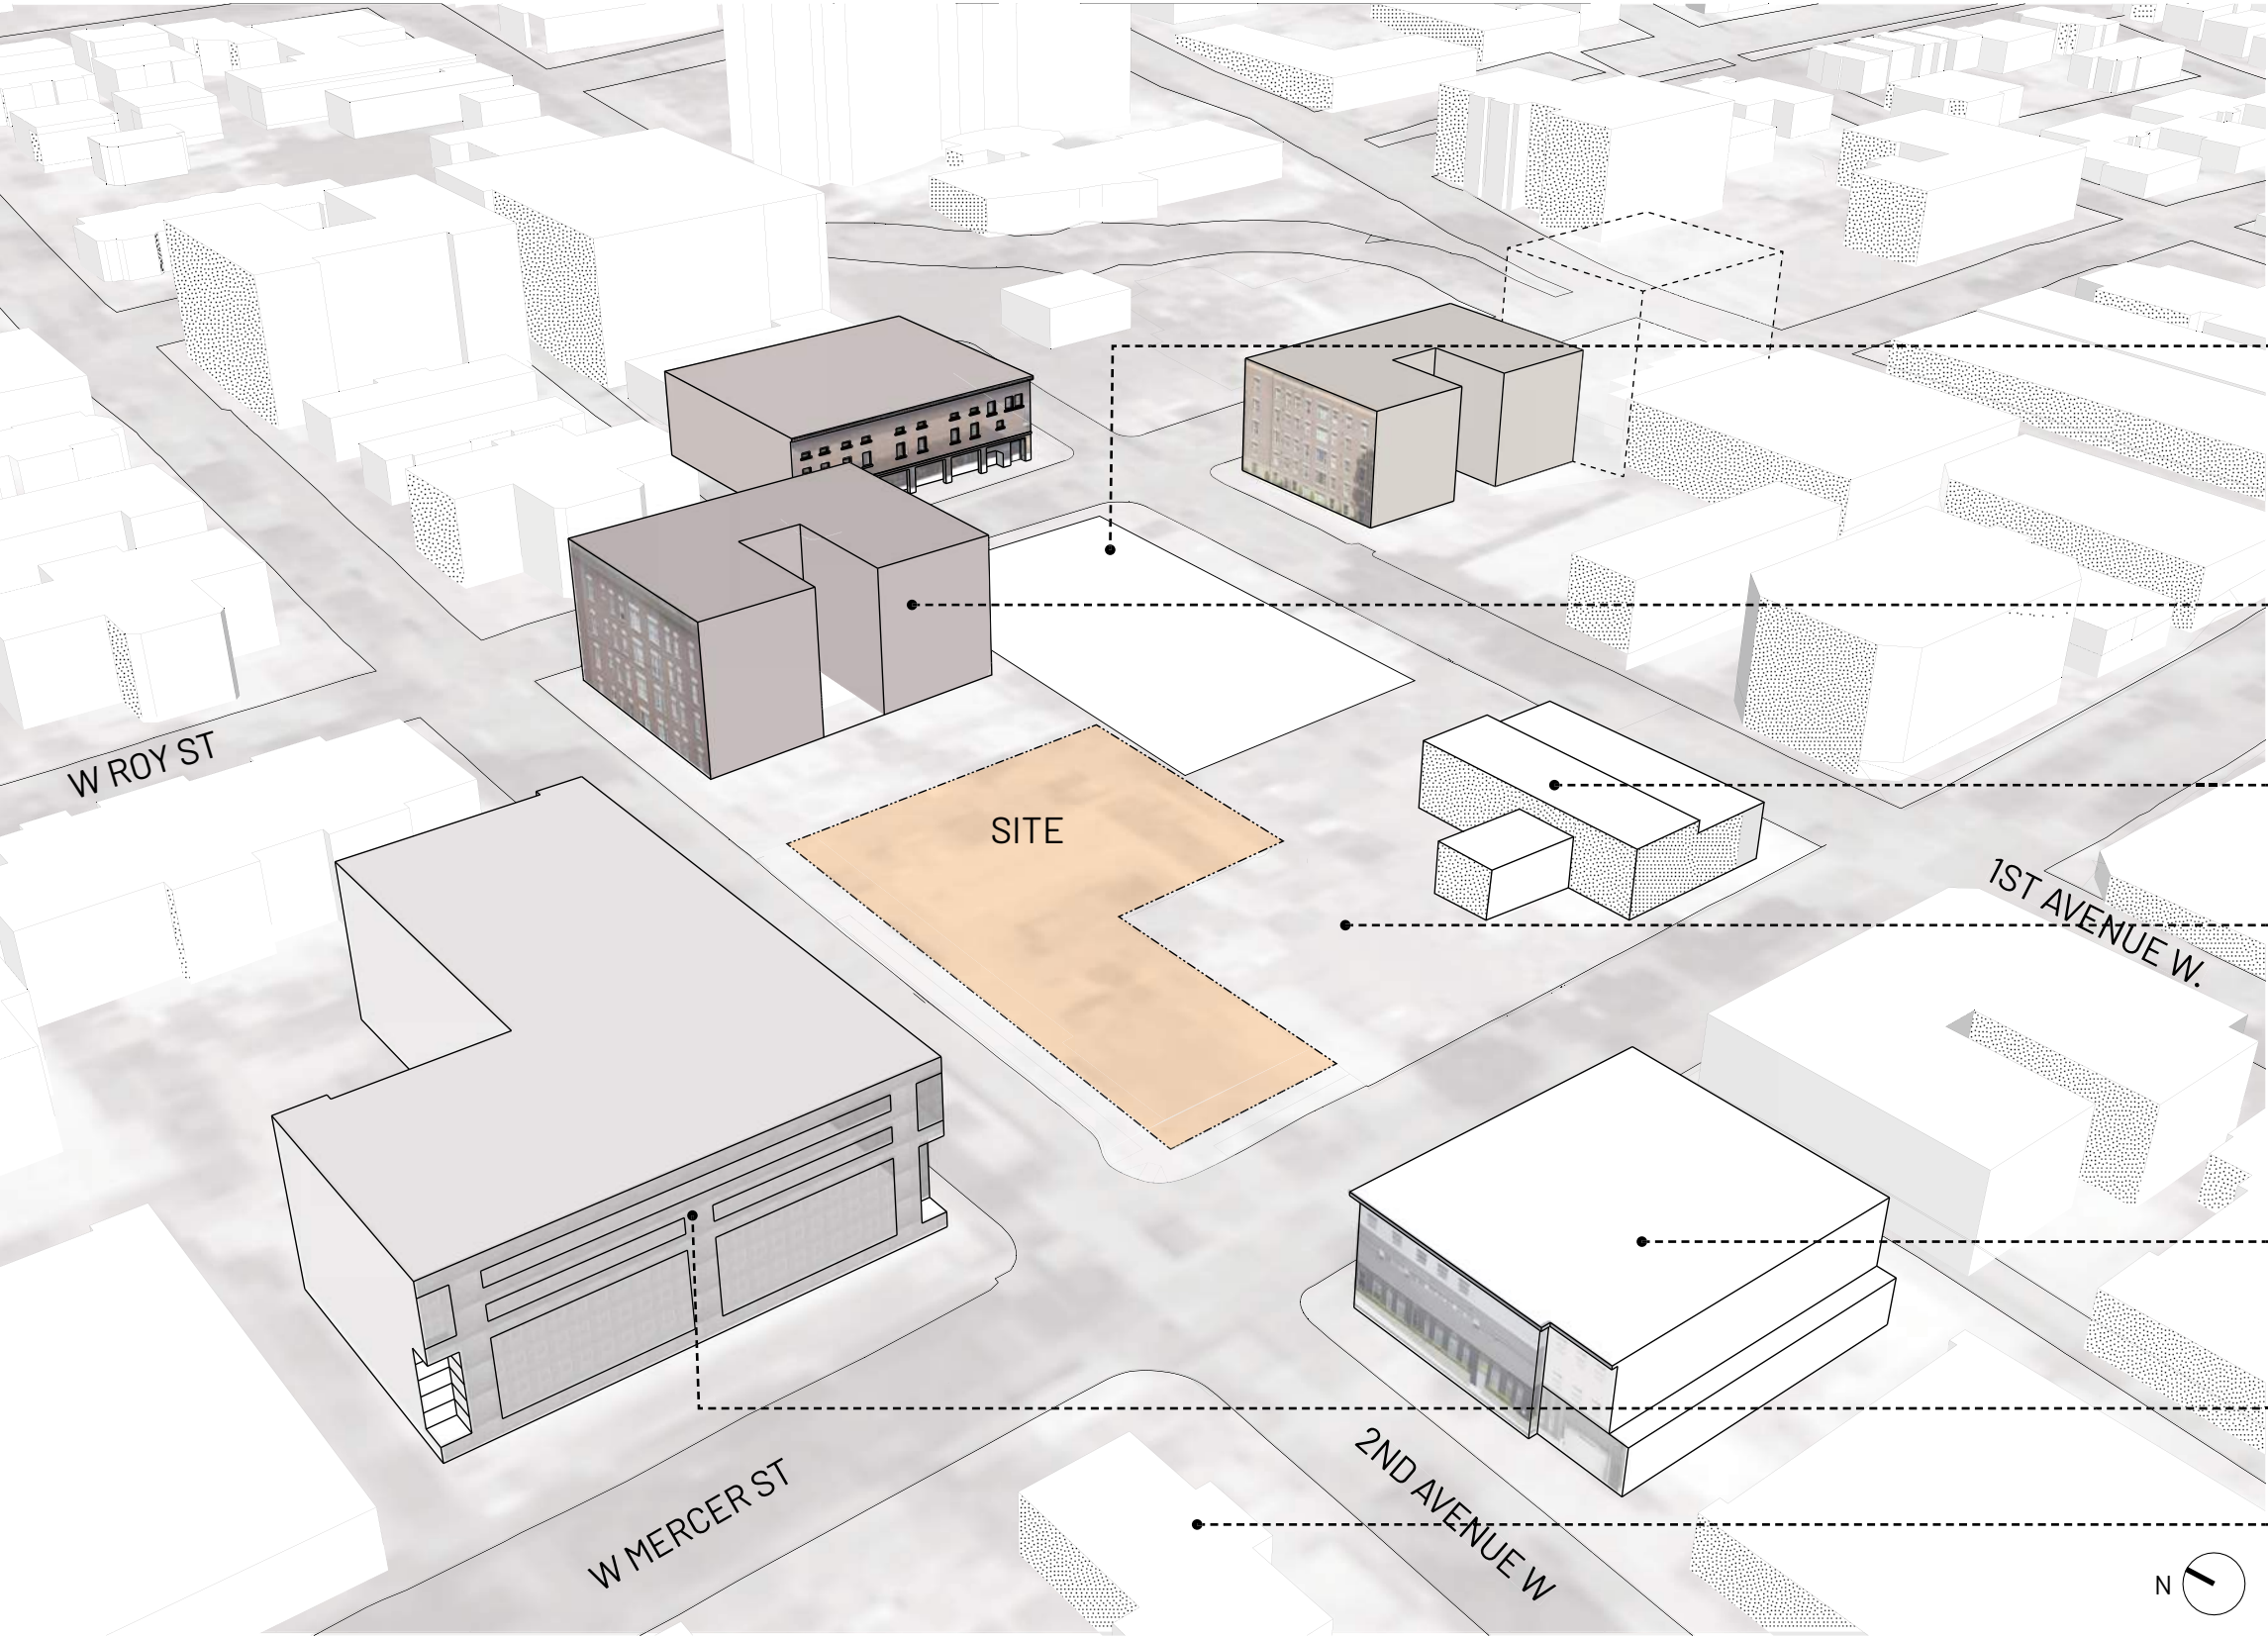 W ROY ST
SITE
1ST AVENUE W.
W MERCER ST
2ND AVENUE W
N